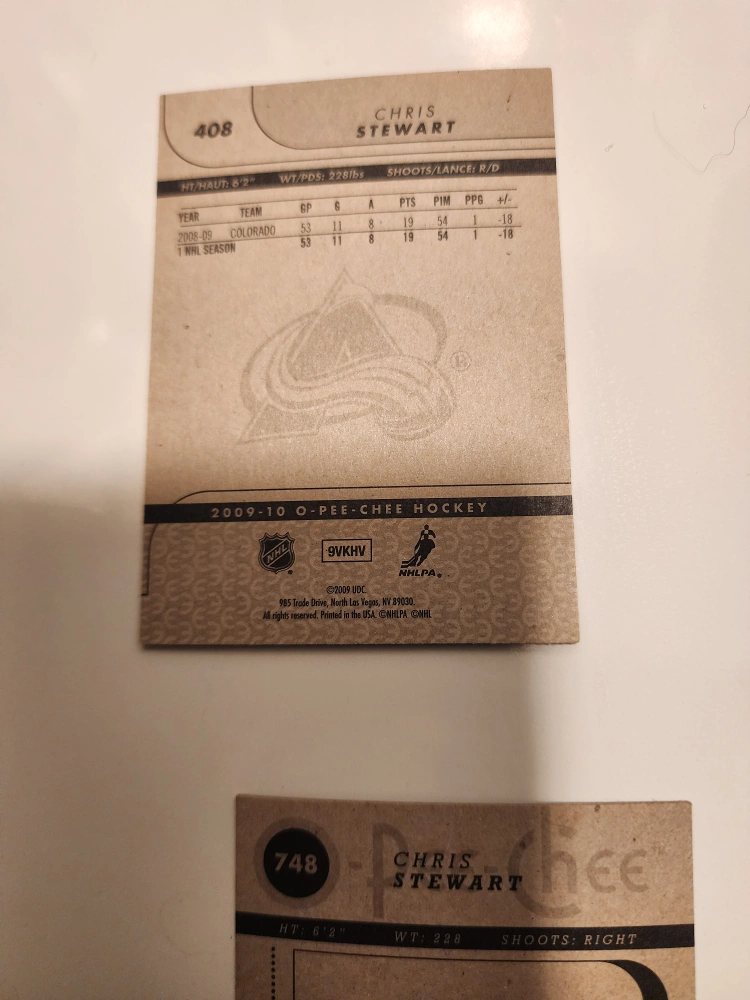 408
CHRIS
STEWART
HT/HAUT: 6'2" WT/PDS: 228lbs SHOOTS/LANCE: R/D
YEAR TEAM GP G A PTS PIM PPG +/-
2008-09 COLORADO 53 11 8 19 54 1 -18
1 NHL SEASON 53 11 8 19 54 1 -18
®
2009-10 O-PEE-CHEE HOCKEY
NHL ® 9VKHV NHLPA®
©2009 UDC.
985 Trade Drive, North Las Vegas, NV 89030.
All rights reserved. Printed in the USA. ©NHLPA ©NHL
O-Pee-Chee™
748
CHRIS
STEWART
HT: 6'2" WT: 228 SHOOTS: RIGHT